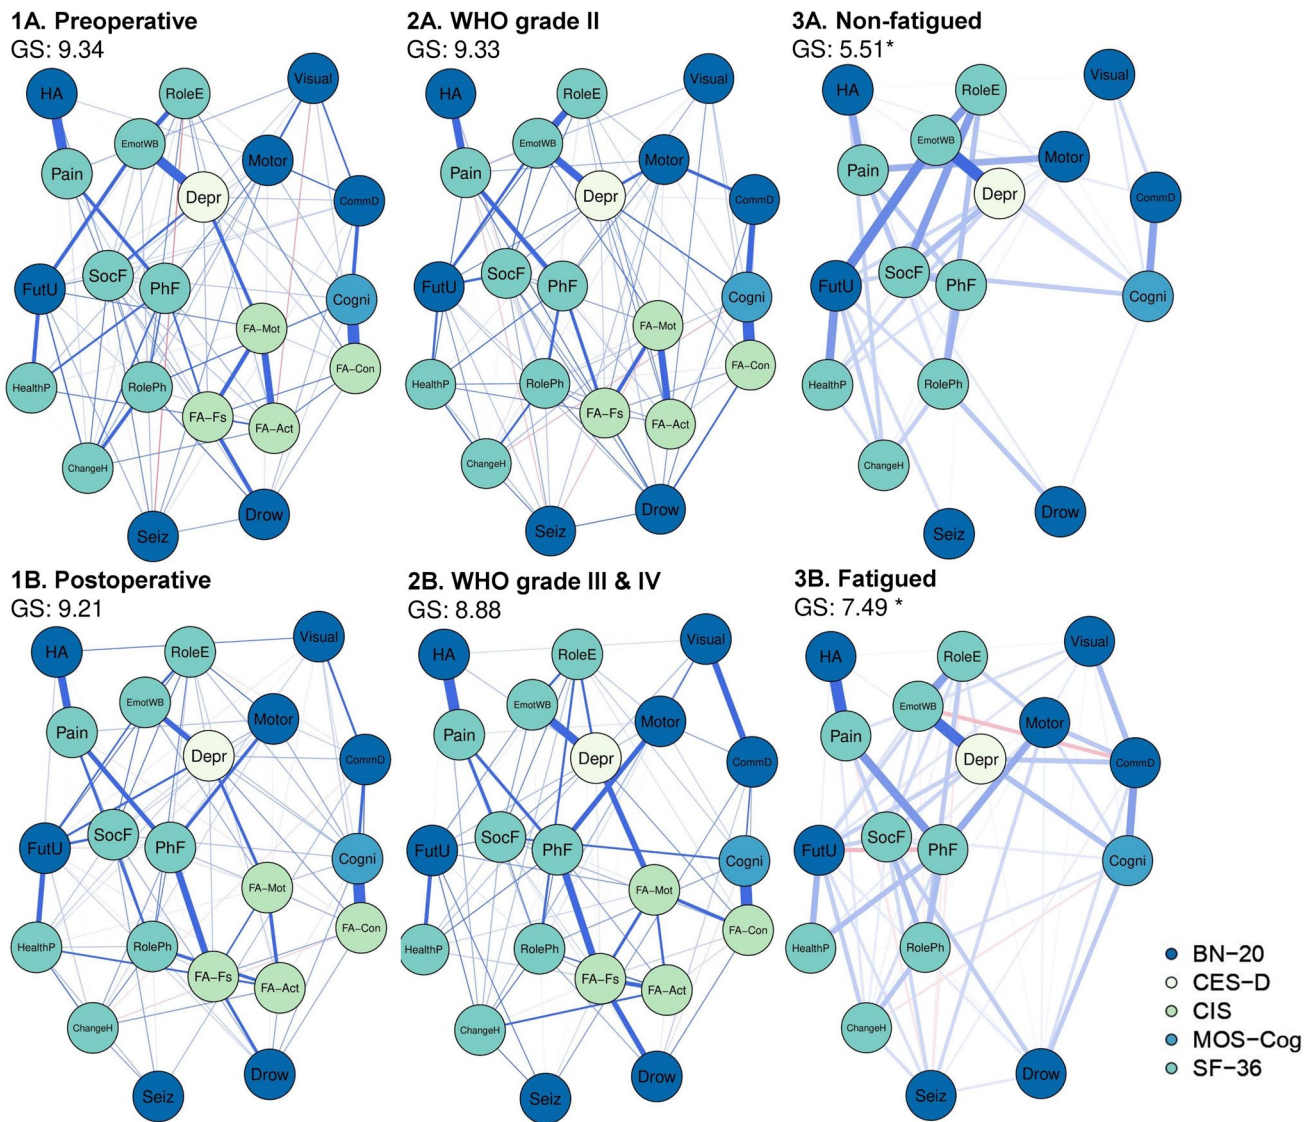 1A. Preoperative
GS: 9.34
HA
RoleE
Visual
EmotWB
Motor
Pain
Depr
CommD
SocF
PhF
FutU
Cogni
FA-Mot
FA-Con
HealthP
RolePh
FA-Fs
FA-Act
ChangeH
Drow
Seiz
2A. WHO grade II
GS: 9.33
HA
RoleE
Visual
EmotWB
Motor
Pain
Depr
CommD
SocF
PhF
FutU
Cogni
FA-Mot
FA-Con
HealthP
RolePh
FA-Fs
FA-Act
ChangeH
Drow
Seiz
3A. Non-fatigued
GS: 5.51*
HA
RoleE
Visual
EmotWB
Motor
Pain
Depr
CommD
SocF
PhF
FutU
Cogni
HealthP
RolePh
ChangeH
Drow
Seiz
1B. Postoperative
GS: 9.21
HA
RoleE
Visual
EmotWB
Motor
Pain
Depr
CommD
SocF
PhF
FutU
Cogni
FA-Mot
FA-Con
HealthP
RolePh
FA-Fs
FA-Act
ChangeH
Drow
Seiz
2B. WHO grade III & IV
GS: 8.88
HA
RoleE
Visual
EmotWB
Motor
Pain
Depr
CommD
SocF
PhF
FutU
Cogni
FA-Mot
FA-Con
HealthP
RolePh
FA-Fs
FA-Act
ChangeH
Drow
Seiz
3B. Fatigued
GS: 7.49 *
HA
RoleE
Visual
EmotWB
Motor
Pain
Depr
CommD
SocF
PhF
FutU
Cogni
HealthP
RolePh
ChangeH
Drow
Seiz
BN-20
CES-D
CIS
MOS-Cog
SF-36